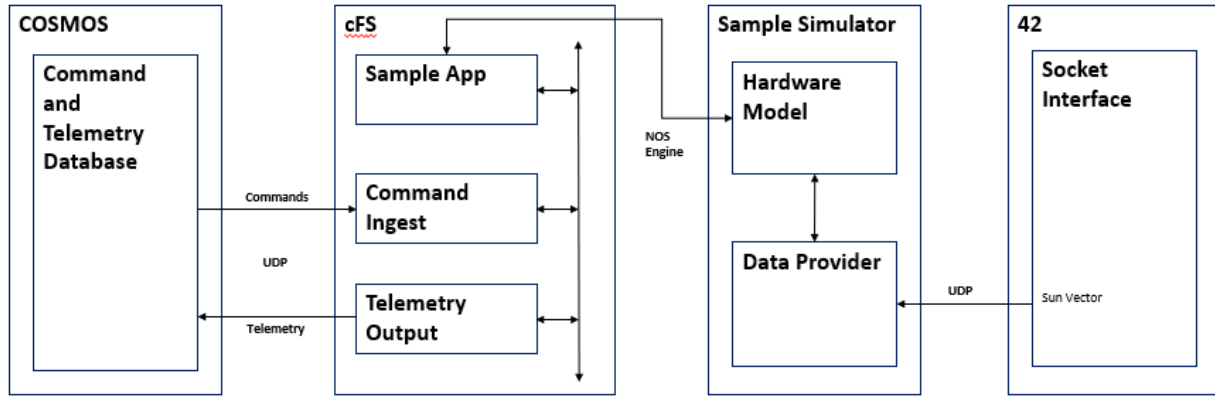 COSMOS
Command
and
Telemetry
Database
Commands
UDP
Telemetry
cFS
Sample App
Command
Ingest
Telemetry
Output
NOS
Engine
Sample Simulator
Hardware
Model
Data Provider
UDP
42
Socket
Interface
Sun Vector